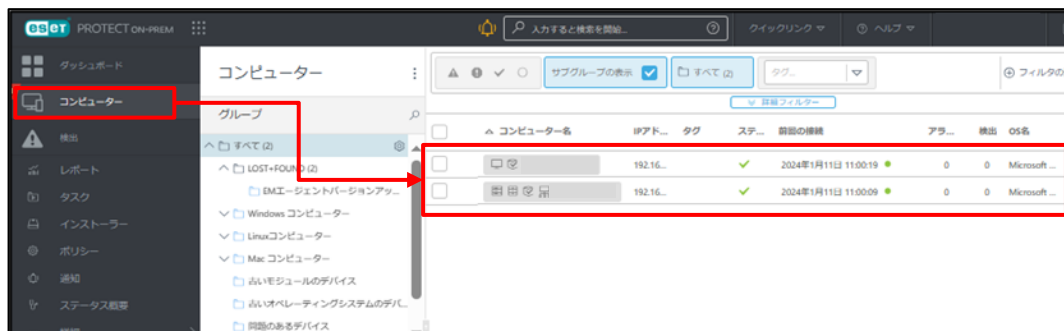 eset PROTECT ON-PREM
入力すると検索を開始...
クイックリンク
ヘルプ
ダッシュボード
コンピューター
検出
レポート
タスク
インストーラー
ポリシー
通知
ステータス概要
コンピューター
グループ
すべて (2)
LOST+FOUND (2)
EMエージェントバージョンアッ...
Windows コンピューター
Linuxコンピューター
Mac コンピューター
古いモジュールのデバイス
古いオペレーティングシステムのデバ...
問題のあるデバイス
サブグループの表示
すべて (2)
タグ...
フィルタの
詳細フィルター
コンピューター名 IPアド... タグ ステ... 前回の接続 アラ... 検出 OS名
192.16... 2024年1月11日 11:00:19 0 0 Microsoft ...
192.16... 2024年1月11日 11:00:09 0 0 Microsoft ...